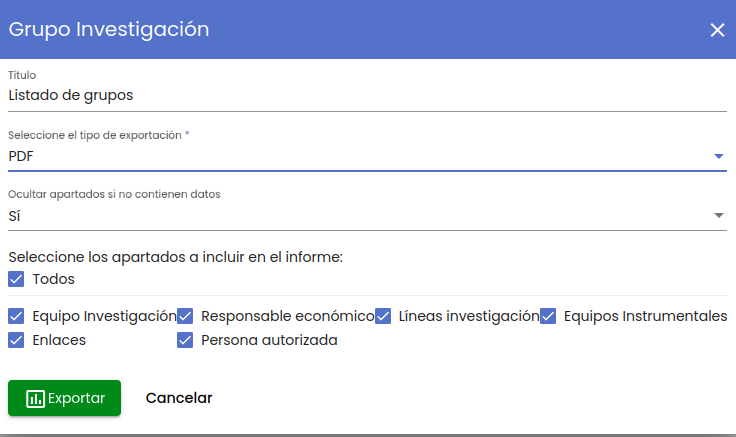 Grupo Investigación
Titulo
Listado de grupos
Seleccione el tipo de exportación *
PDF
Ocultar apartados si no contienen datos
Sí
Seleccione los apartados a incluir en el informe:
Todos
Equipo Investigación Responsable económico Líneas investigación Equipos Instrumentales
Enlaces Persona autorizada
Exportar Cancelar